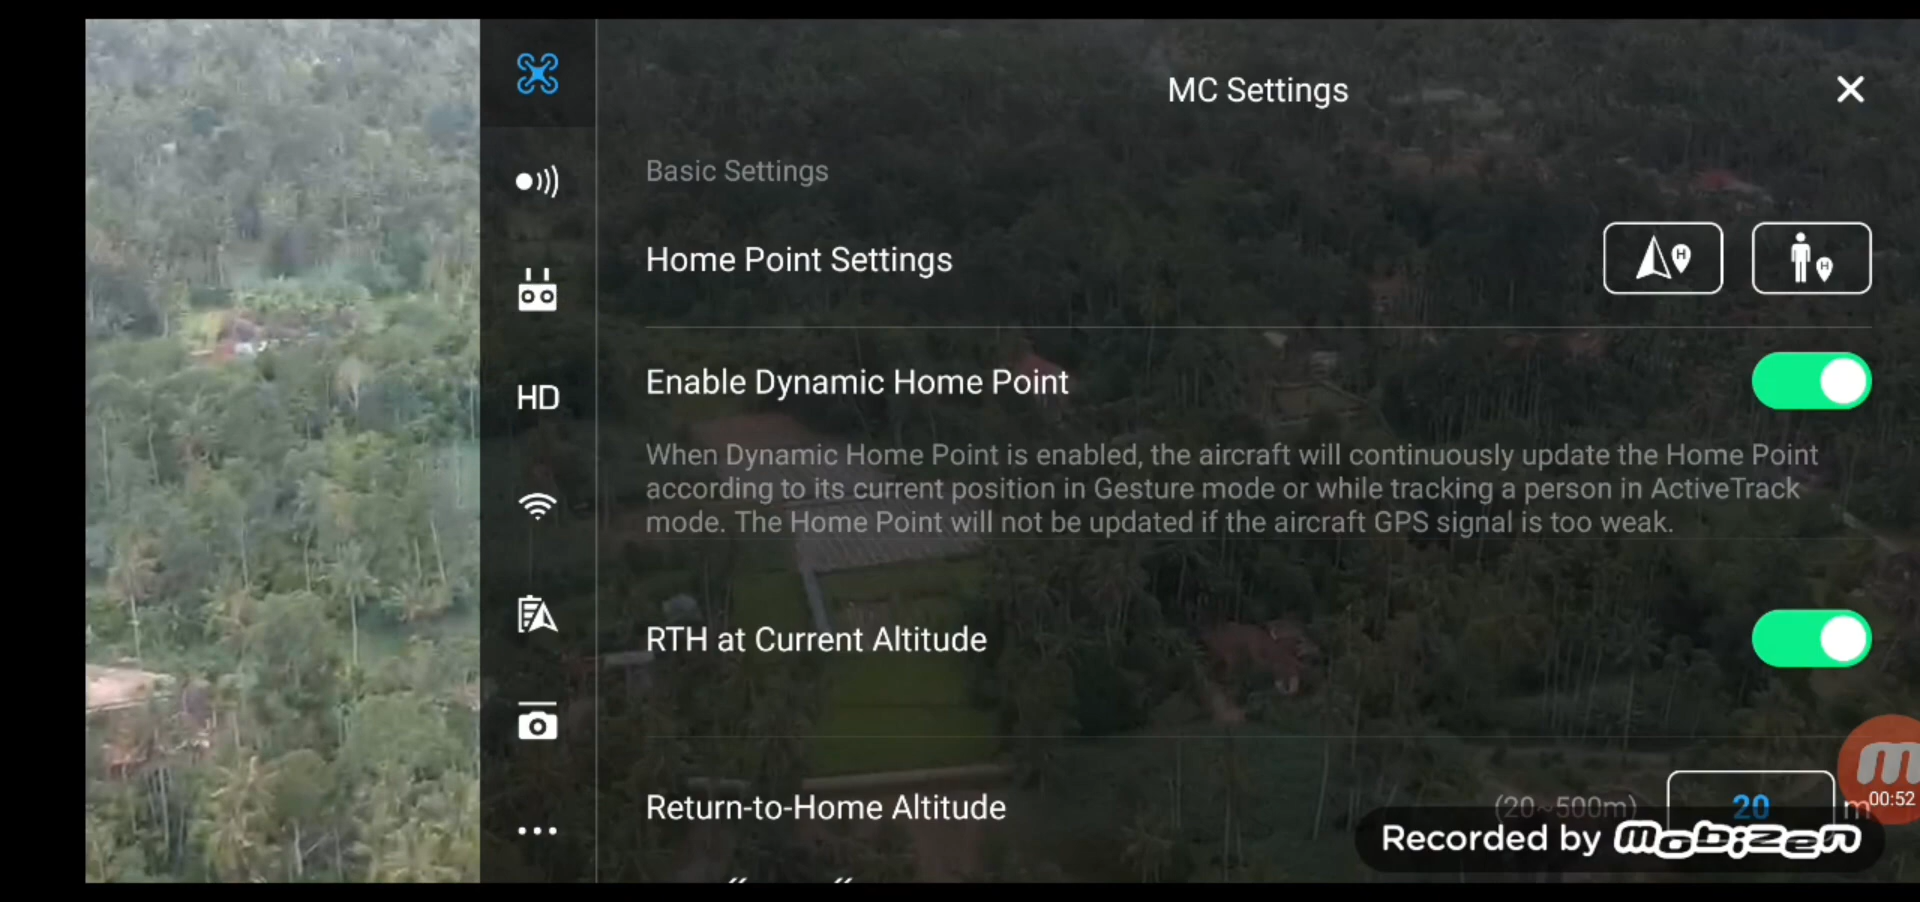 MC Settings
Basic Settings
Home Point Settings
H
H
Enable Dynamic Home Point
HD
When Dynamic Home Point is enabled, the aircraft will continuously update the Home Point
according to its current position in Gesture mode or while tracking a person in ActiveTrack
mode. The Home Point will not be updated if the aircraft GPS signal is too weak.
RTH at Current Altitude
Return-to-Home Altitude
(20~500m)
20
m
00:52
Recorded by mobizen